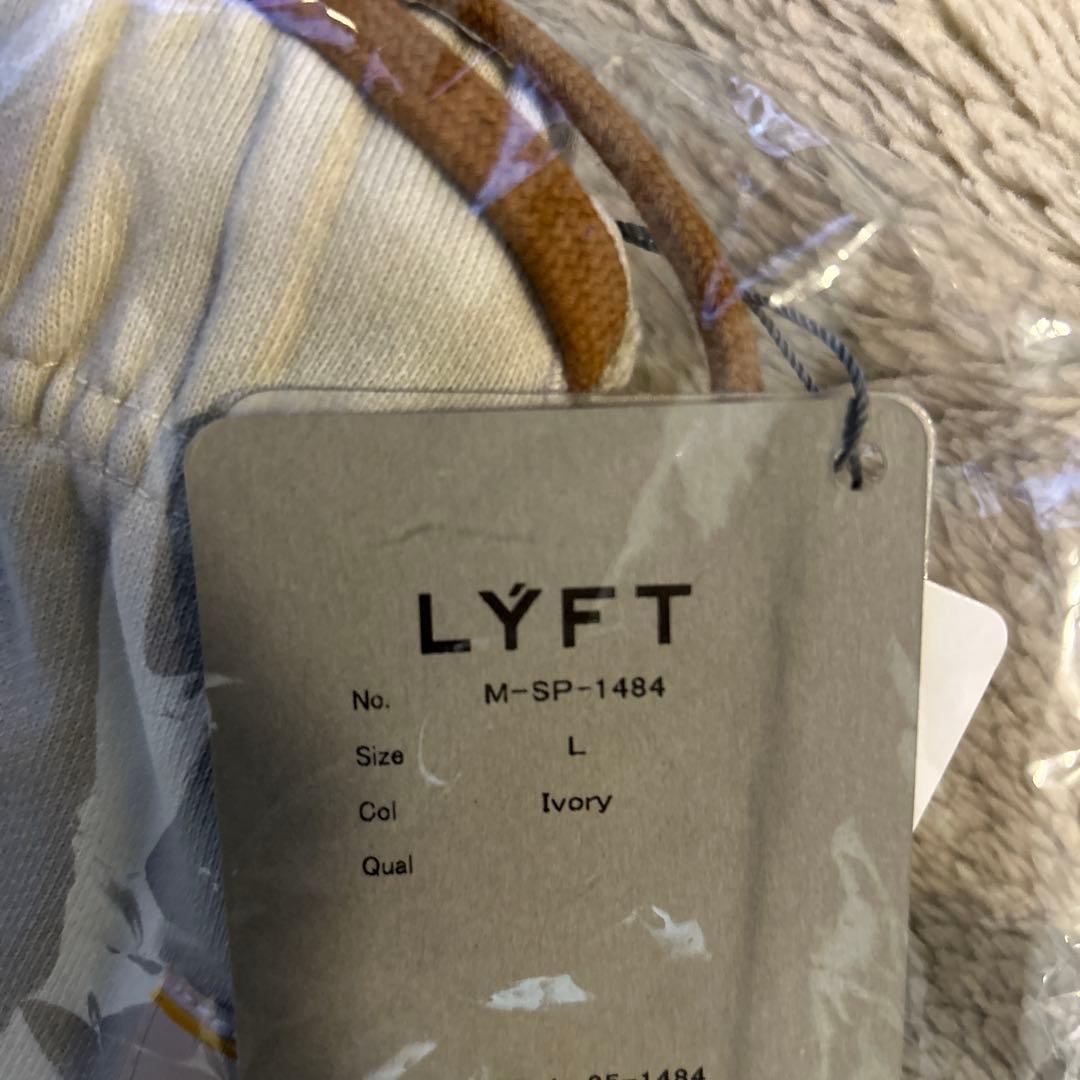 LÝFT
No. M-SP-1484
Size L
Col Ivory
Qual